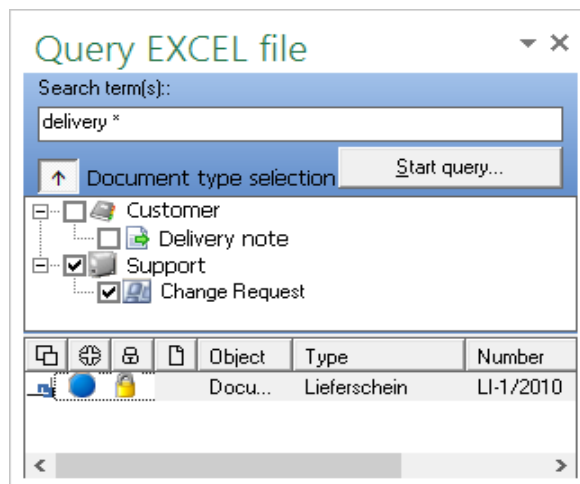 Query EXCEL file
Search term(s)::
delivery *
Document type selection
Start query...
Customer
Delivery note
Support
Change Request
Object Type Number
Docu... Lieferschein LI-1/2010